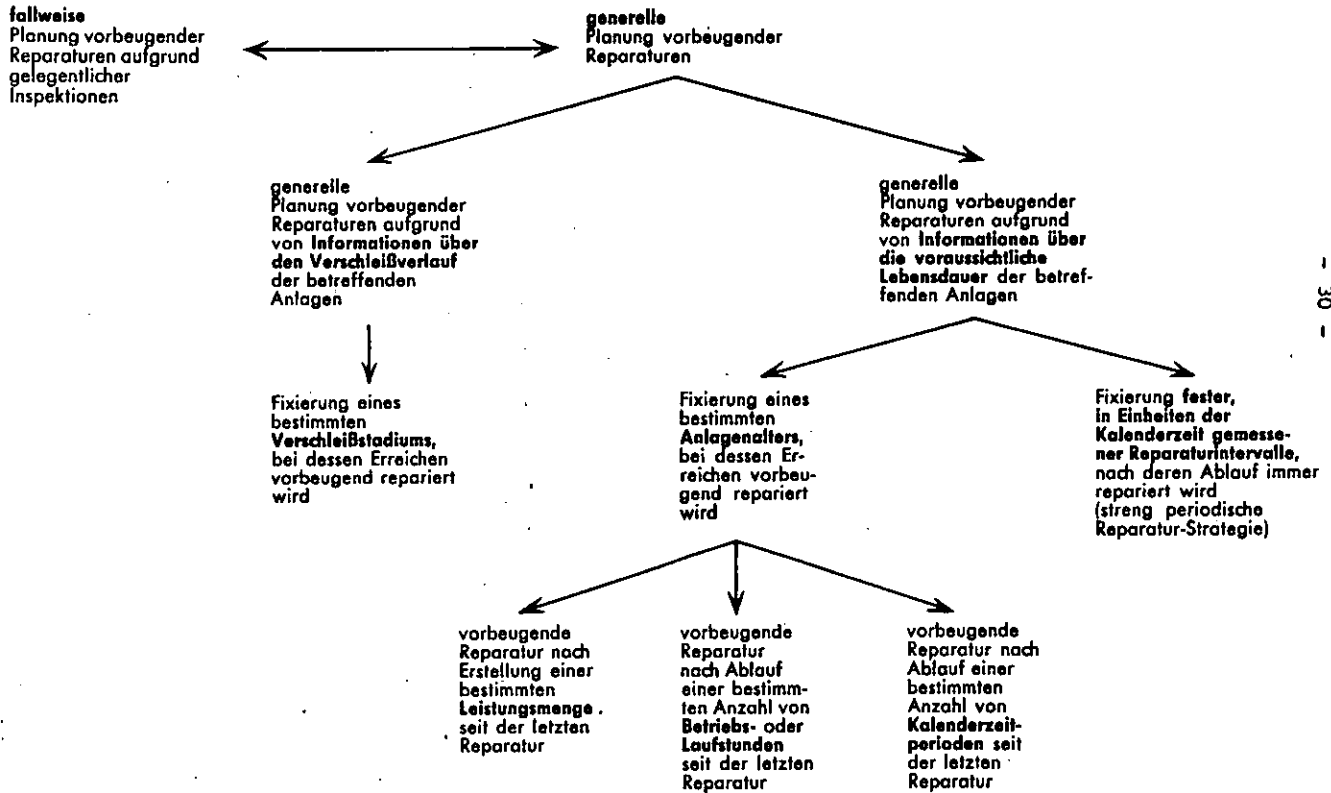 fallweise
Planung vorbeugender
Reparaturen aufgrund
gelegentlicher
Inspektionen
generelle
Planung vorbeugender
Reparaturen
generelle
Planung vorbeugender
Reparaturen aufgrund
von Informationen über
den Verschleißverlauf
der betreffenden
Anlagen
generelle
Planung vorbeugender
Reparaturen aufgrund
von Informationen über
die voraussichtliche
Lebensdauer der betref-
fenden Anlagen
- 30 -
Fixierung eines
bestimmten
Verschleißstadiums,
bei dessen Erreichen
vorbeugend repariert
wird
Fixierung eines
bestimmten
Anlagenalters,
bei dessen Er-
reichen vorbeu-
gend repariert
wird
Fixierung fester,
in Einheiten der
Kalenderzeit gemesse-
ner Reparaturintervalle,
nach deren Ablauf immer
repariert wird
(streng periodische
Reparatur-Strategie)
vorbeugende
Reparatur nach
Erstellung einer
bestimmten
Leistungsmenge.
seit der letzten
Reparatur
vorbeugende
Reparatur
nach Ablauf
einer bestimm-
ten Anzahl von
Betriebs- oder
Laufstunden
seit der letzten
Reparatur
vorbeugende
Reparatur nach
Ablauf einer
bestimmten
Anzahl von
Kalenderzeit-
perioden seit
der letzten
Reparatur